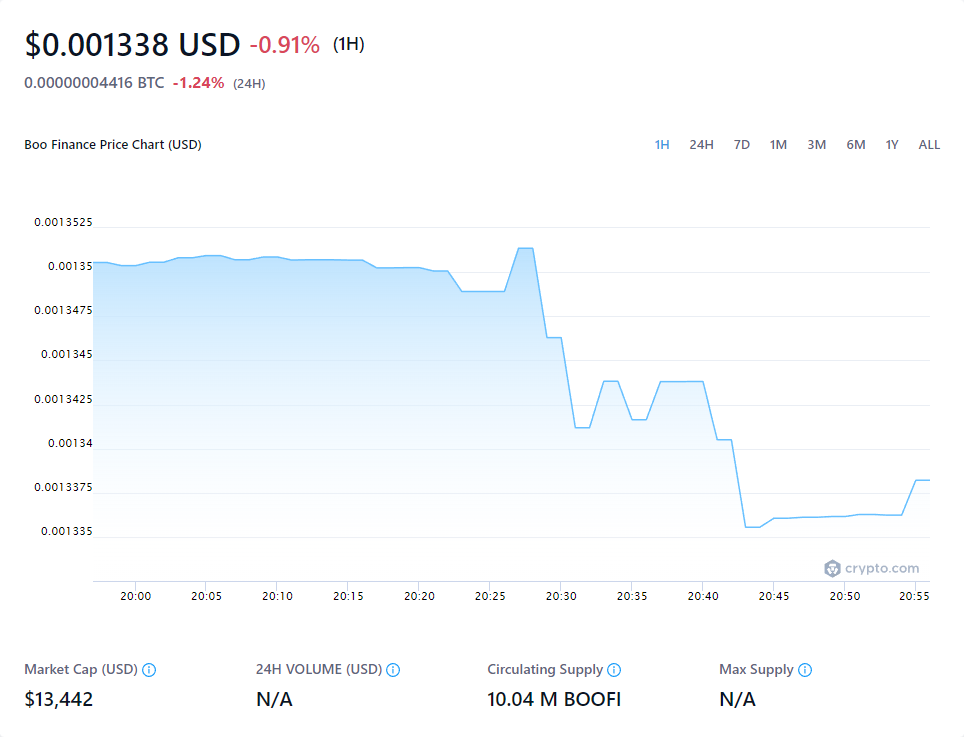 $0.001338 USD -0.91% (1H)
0.00000004416 BTC -1.24% (24H)
Boo Finance Price Chart (USD) 1H 24H 7D 1M 3M 6M 1Y ALL
0.0013525
0.00135
0.0013475
0.001345
0.0013425
0.00134
0.0013375
0.001335
crypto.com
20:00 20:05 20:10 20:15 20:20 20:25 20:30 20:35 20:40 20:45 20:50 20:55
Market Cap (USD) 24H VOLUME (USD) Circulating Supply Max Supply
$13,442 N/A 10.04 M BOOFI N/A